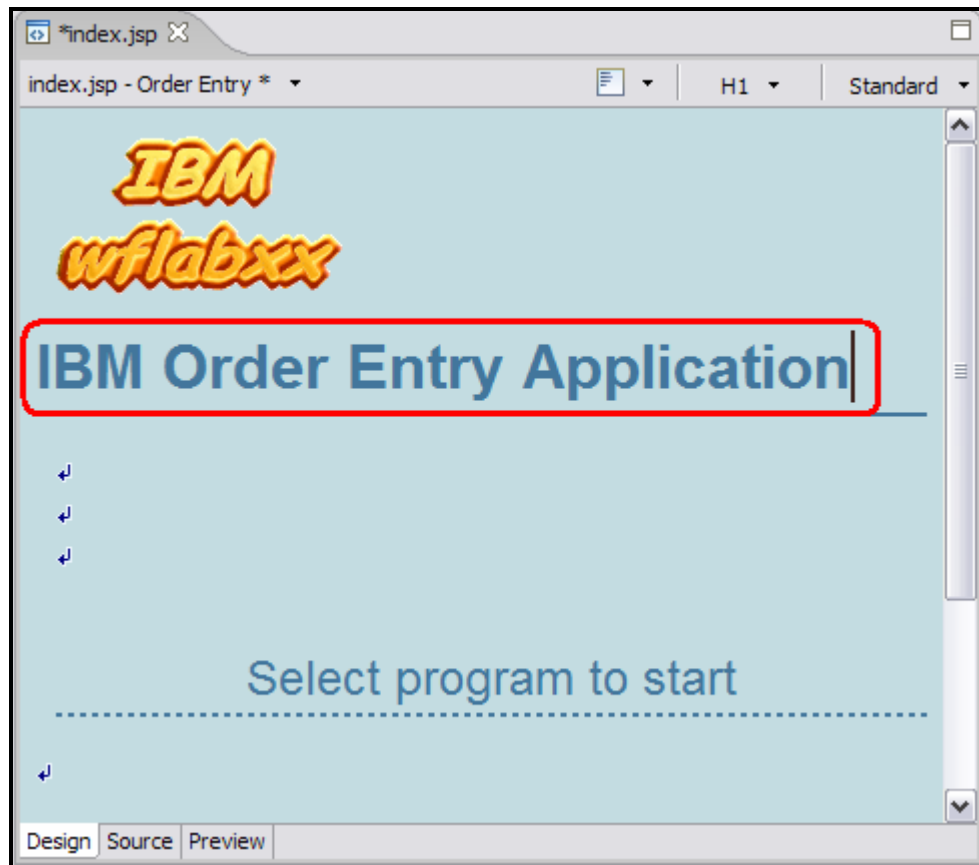 *index.jsp
index.jsp - Order Entry *
H1
Standard
IBM
wflabxx
IBM Order Entry Application
Select program to start
Design Source Preview